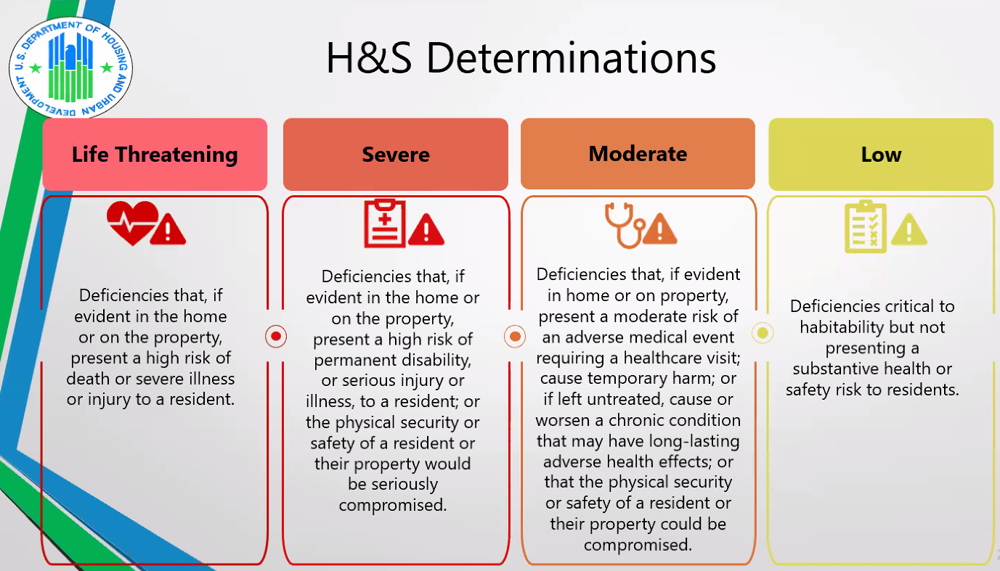 U.S. DEPARTMENT OF HOUSING AND URBAN DEVELOPMENT
H&S Determinations
Life Threatening
Deficiencies that, if
evident in the home
or on the property,
present a high risk of
death or severe illness
or injury to a resident.
Severe
Deficiencies that, if
evident in the home or
on the property,
present a high risk of
permanent disability,
or serious injury or
illness, to a resident; or
the physical security or
safety of a resident or
their property would
be seriously
compromised.
Moderate
Deficiencies that, if evident
in home or on property,
present a moderate risk of
an adverse medical event
requiring a healthcare visit;
cause temporary harm; or
if left untreated, cause or
worsen a chronic condition
that may have long-lasting
adverse health effects; or
that the physical security
or safety of a resident or
their property could be
compromised.
Low
Deficiencies critical to
habitability but not
presenting a
substantive health or
safety risk to residents.